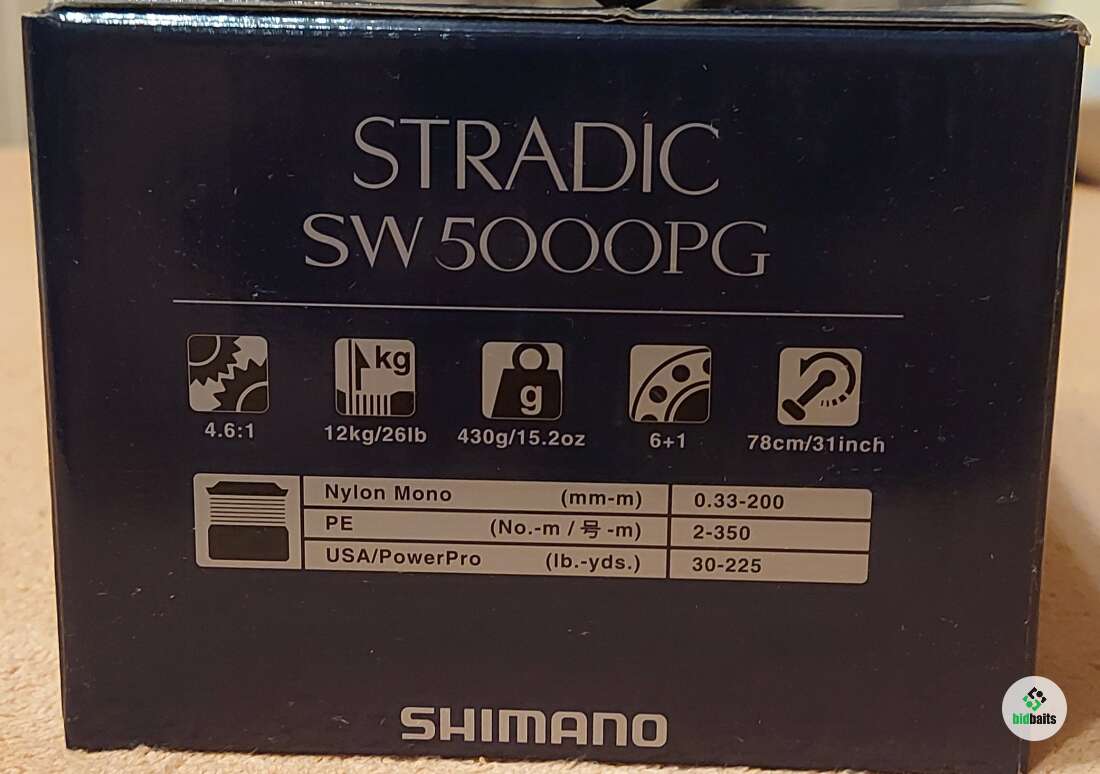 STRADIC
SW 5000PG
kg
g
4.6:1 12kg/26lb 430g/15.2oz 6+1 78cm/31inch
Nylon Mono (mm-m) 0.33-200
PE (No.-m / 号 -m) 2-350
USA/PowerPro (lb.-yds.) 30-225
SHIMANO
bidbaits